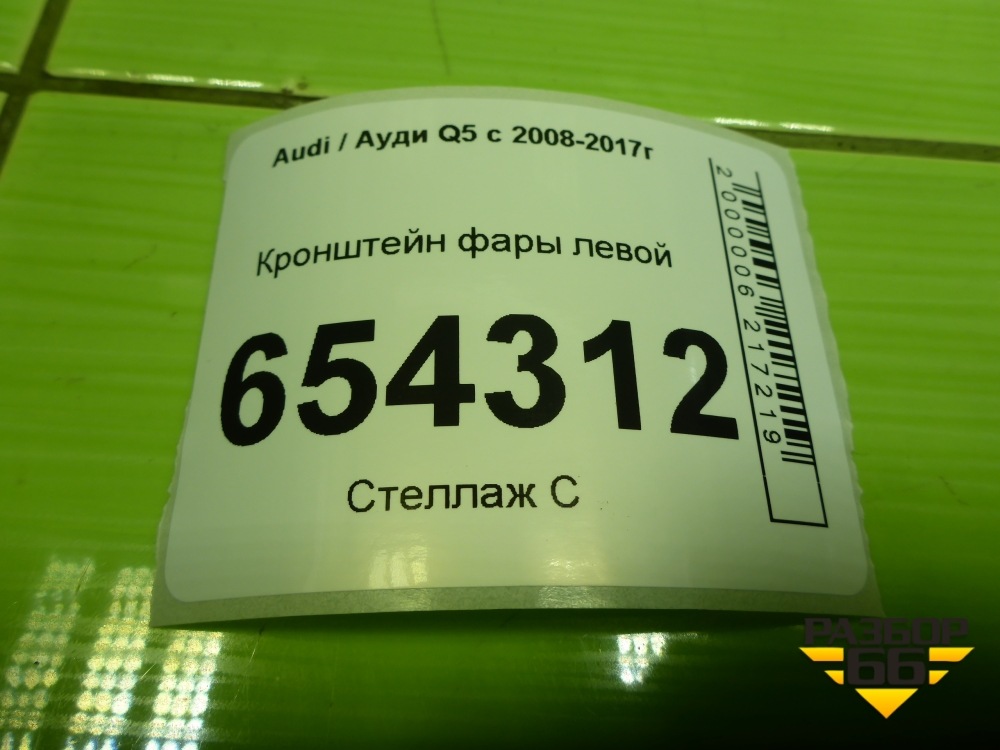 Audi / Ауди Q5 с 2008-2017г
Кронштейн фары левой
654312
Стеллаж С
2000006217219
РАЗБОР
66